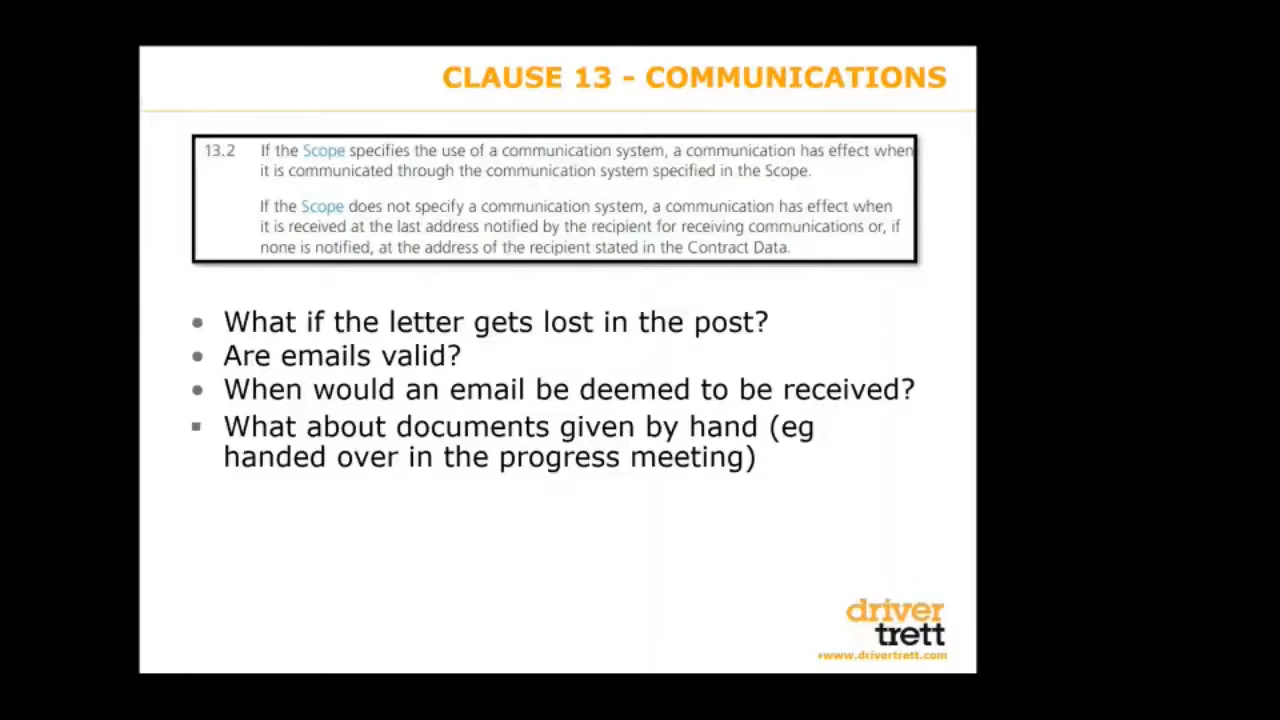 CLAUSE 13 - COMMUNICATIONS
13.2 If the Scope specifies the use of a communication system, a communication has effect when
it is communicated through the communication system specified in the Scope.
If the Scope does not specify a communication system, a communication has effect when
it is received at the last address notified by the recipient for receiving communications or, if
none is notified, at the address of the recipient stated in the Contract Data.
• What if the letter gets lost in the post?
• Are emails valid?
• When would an email be deemed to be received?
▪ What about documents given by hand (eg
handed over in the progress meeting)
driver
trett
•www.drivertrett.com